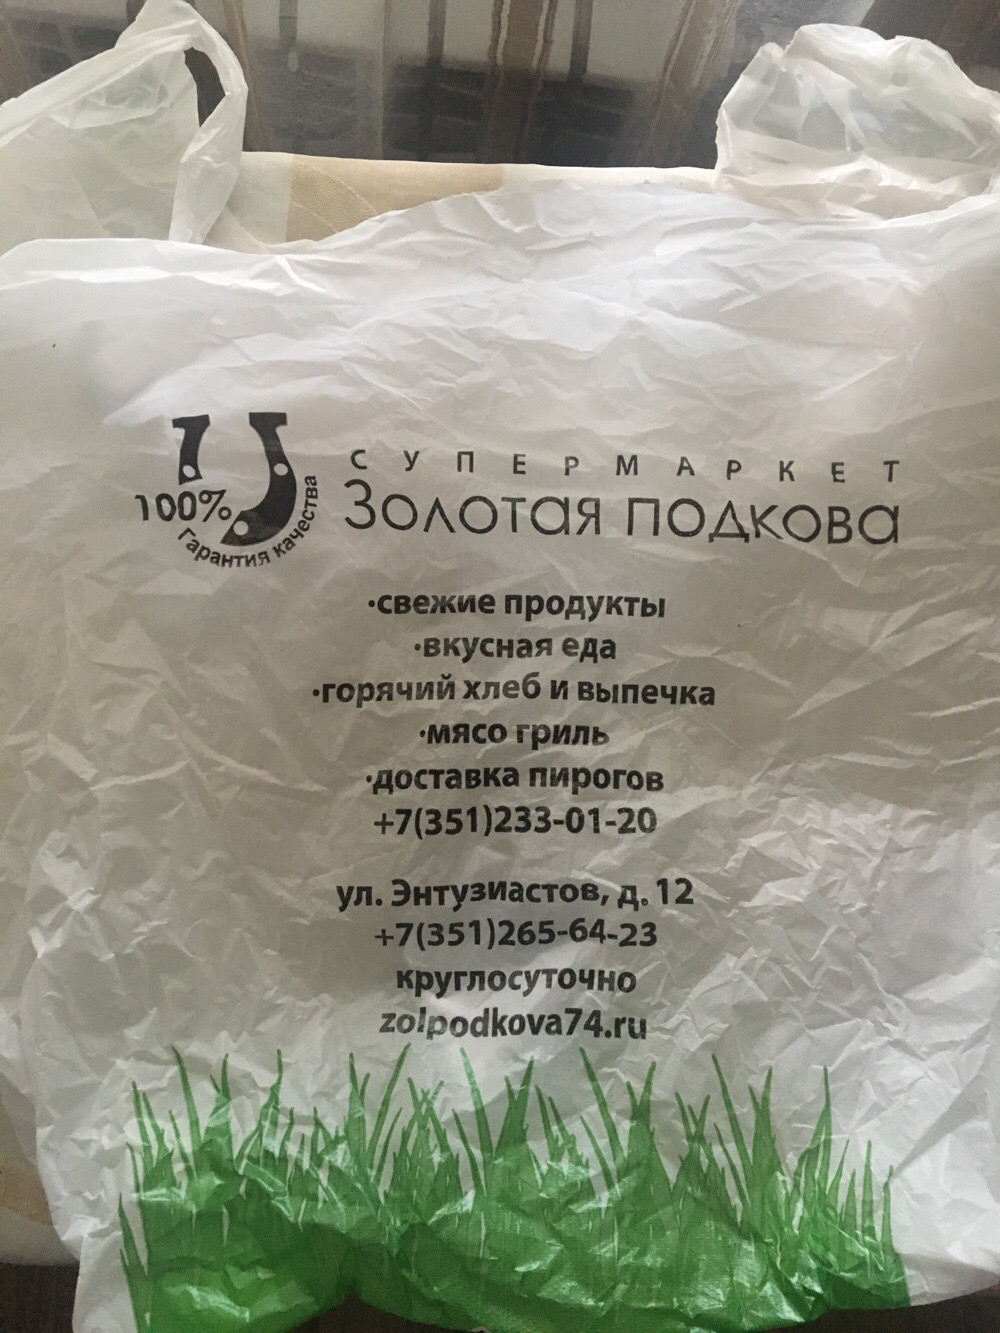 100%
Гарантия качества
СУПЕРМАРКЕТ
Золотая подкова
·свежие продукты
·вкусная еда
·горячий хлеб и выпечка
·мясо гриль
·доставка пирогов
+7(351)233-01-20
ул. Энтузиастов, д. 12
+7(351)265-64-23
круглосуточно
zolpodkova74.ru